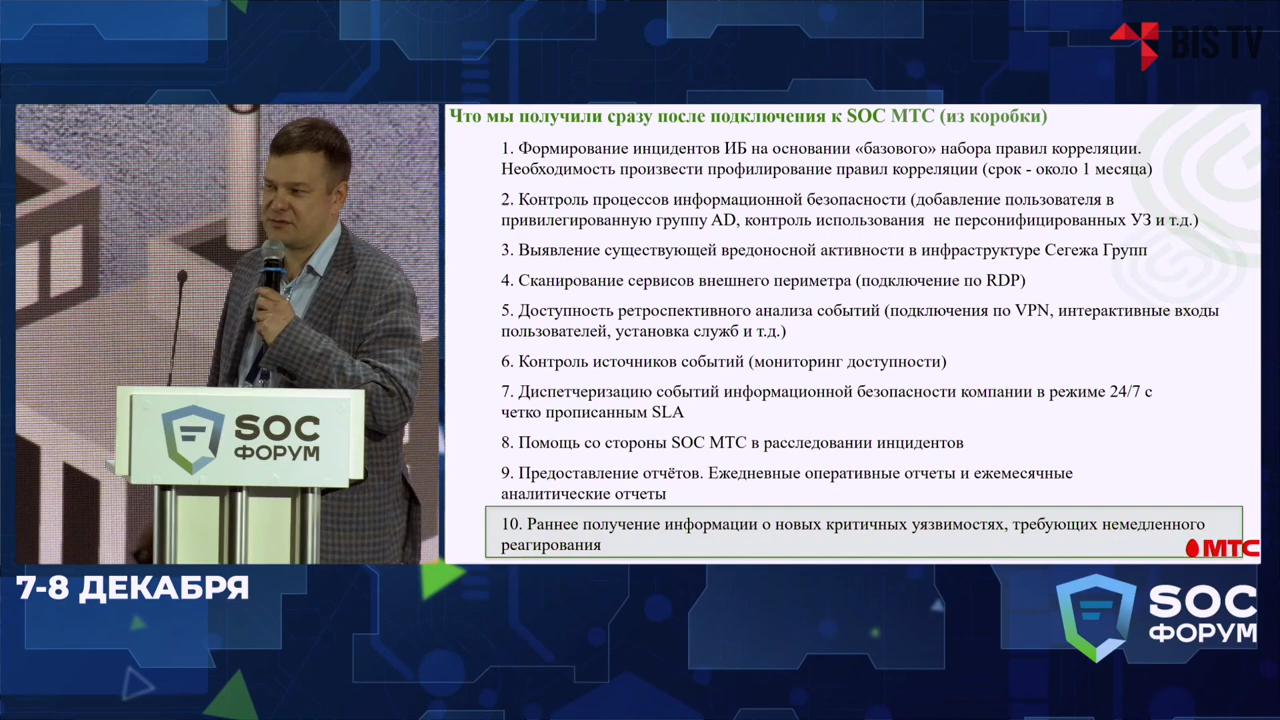 BIS TV
Что мы получили сразу после подключения к SOC МТС (из коробки)
1. Формирование инцидентов ИБ на основании «базового» набора правил корреляции.
Необходимость произвести профилирование правил корреляции (срок - около 1 месяца)
2. Контроль процессов информационной безопасности (добавление пользователя в
привилегированную группу AD, контроль использования не персонифицированных УЗ и т.д.)
3. Выявление существующей вредоносной активности в инфраструктуре Сегежа Групп
4. Сканирование сервисов внешнего периметра (подключение по RDP)
5. Доступность ретроспективного анализа событий (подключения по VPN, интерактивные входы
пользователей, установка служб и т.д.)
6. Контроль источников событий (мониторинг доступности)
7. Диспетчеризацию событий информационной безопасности компании в режиме 24/7 с
четко прописанным SLA
8. Помощь со стороны SOC МТС в расследовании инцидентов
9. Предоставление отчётов. Ежедневные оперативные отчеты и ежемесячные
аналитические отчеты
10. Раннее получение информации о новых критичных уязвимостях, требующих немедленного
реагирования
МТС
SOC
ФОРУМ
7-8 ДЕКАБРЯ
SOC
ФОРУМ